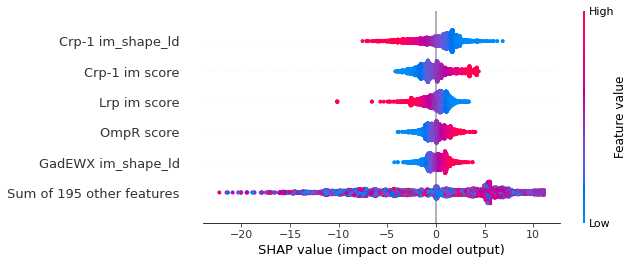 High
Crp-1 im_shape_ld
Crp-1 im score
Lrp im score
OmpR score
GadEWX im_shape_ld
Sum of 195 other features
Feature value
Low
−20 −15 −10 −5 0 5 10
SHAP value (impact on model output)